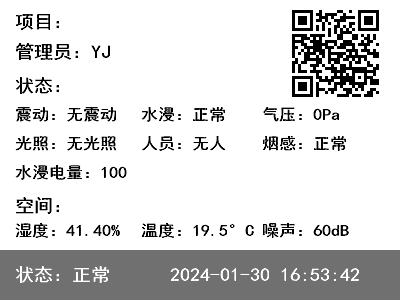 项目：
管理员：YJ
状态：
震动：无震动 水浸：正常 气压：0Pa
光照：无光照 人员：无人 烟感：正常
水浸电量：100
空间：
湿度：41.40% 温度：19.5°C 噪声：60dB
状态：正常 2024-01-30 16:53:42